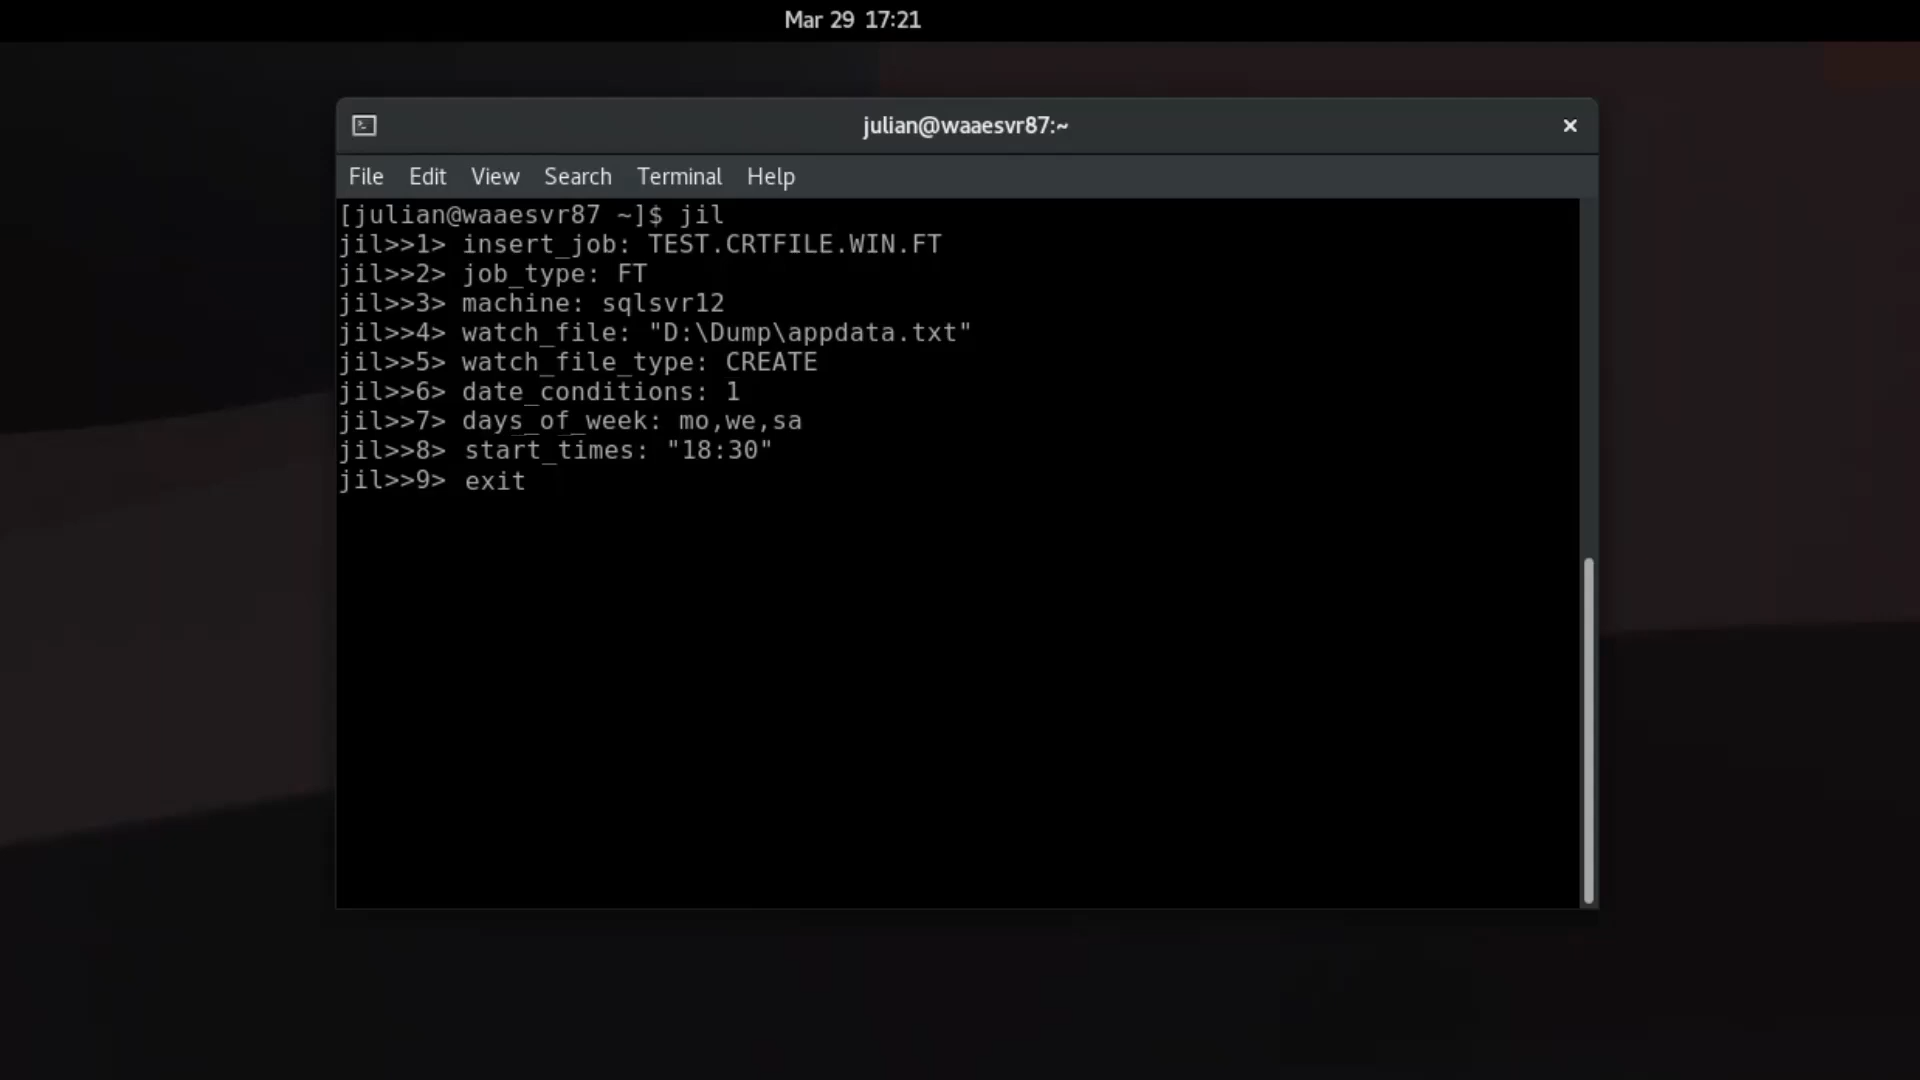 Mar 29 17:21
julian@waaesvr87:~
File Edit View Search Terminal Help
[julian@waaesvr87 ~]$ jil
jil>>1> insert_job: TEST.CRTFILE.WIN.FT
jil>>2> job_type: FT
jil>>3> machine: sqlsvr12
jil>>4> watch_file: "D:\Dump\appdata.txt"
jil>>5> watch_file_type: CREATE
jil>>6> date_conditions: 1
jil>>7> days_of_week: mo,we,sa
jil>>8> start_times: "18:30"
jil>>9> exit